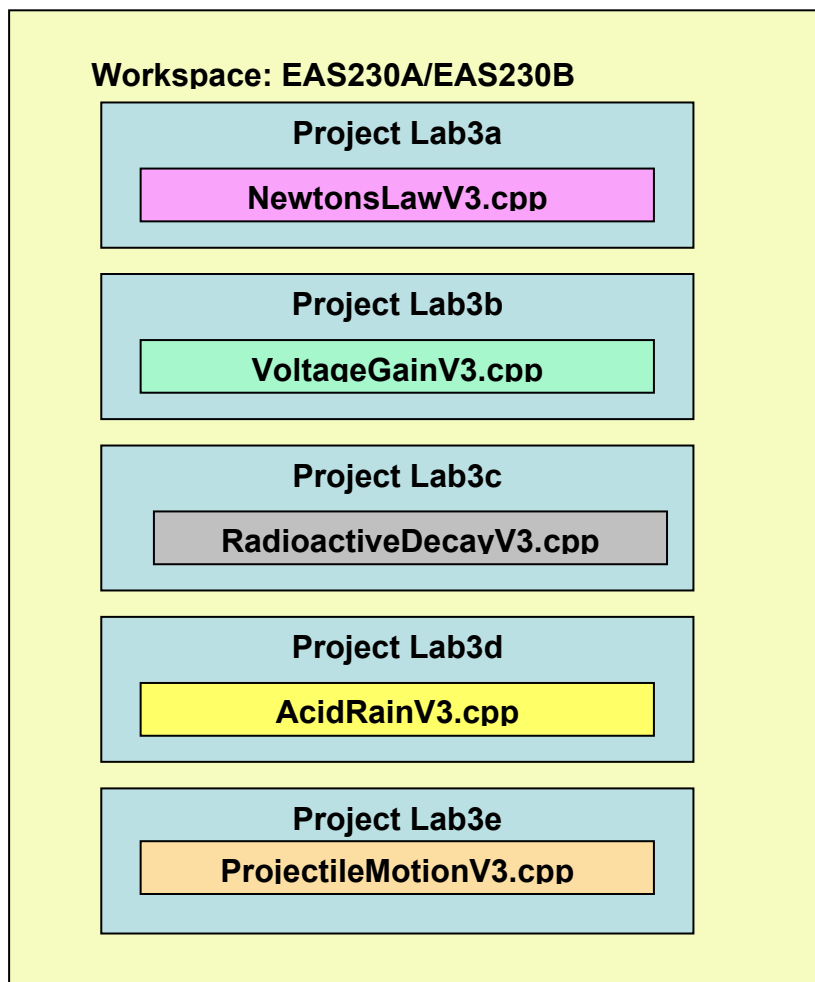 Workspace: EAS230A/EAS230B
Project Lab3a
NewtonsLawV3.cpp
Project Lab3b
VoltageGainV3.cpp
Project Lab3c
RadioactiveDecayV3.cpp
Project Lab3d
AcidRainV3.cpp
Project Lab3e
ProjectileMotionV3.cpp